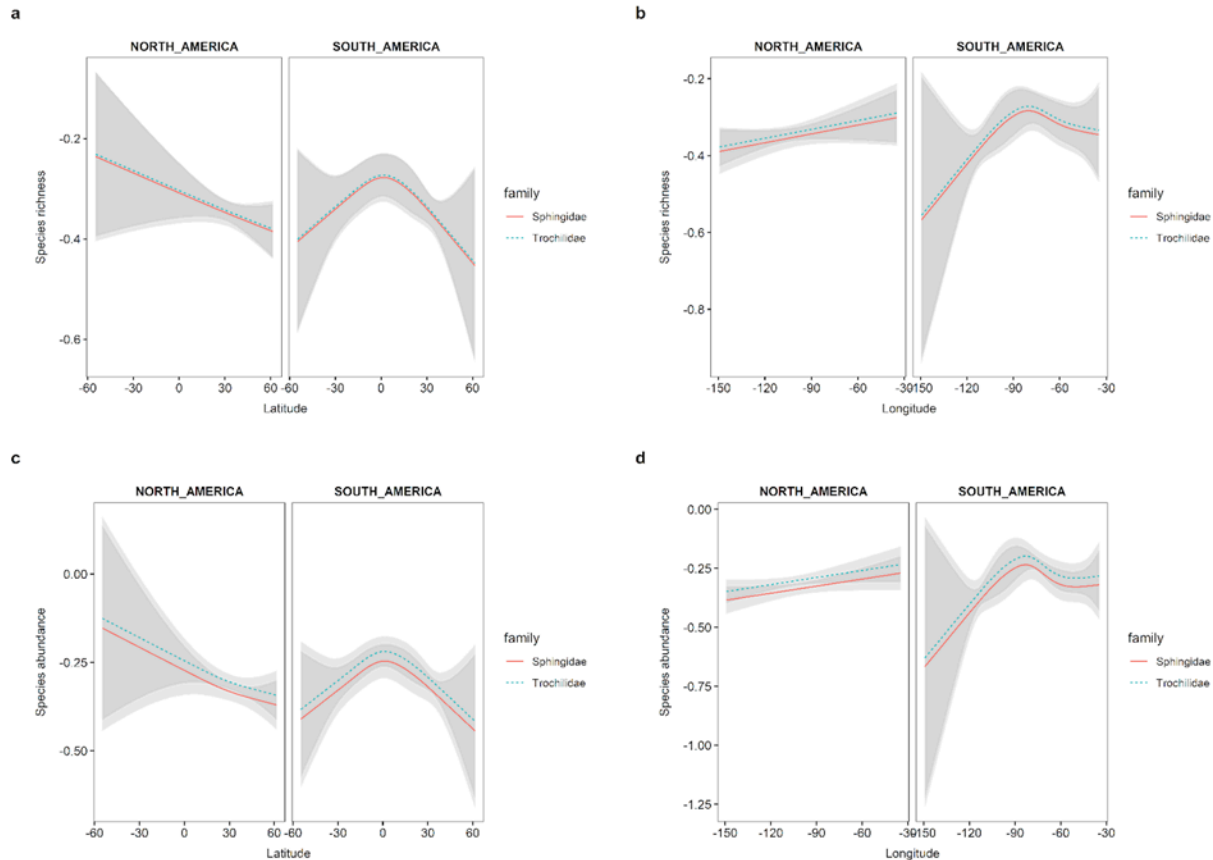 a
NORTH_AMERICA SOUTH_AMERICA
-0.2
-0.4
-0.6
Species richness
-60 -30 0 30 60 -60 -30 0 30 60
Latitude
family
Sphingidae
Trochilidae
b
NORTH_AMERICA SOUTH_AMERICA
-0.2
-0.4
-0.6
-0.8
Species richness
-150 -120 -90 -60 -30 -150 -120 -90 -60 -30
Longitude
family
Sphingidae
Trochilidae
c
NORTH_AMERICA SOUTH_AMERICA
0.00
-0.25
-0.50
Species abundance
-60 -30 0 30 60 -60 -30 0 30 60
Latitude
family
Sphingidae
Trochilidae
d
NORTH_AMERICA SOUTH_AMERICA
0.00
-0.25
-0.50
-0.75
-1.00
-1.25
Species abundance
-150 -120 -90 -60 -30 -150 -120 -90 -60 -30
Longitude
family
Sphingidae
Trochilidae